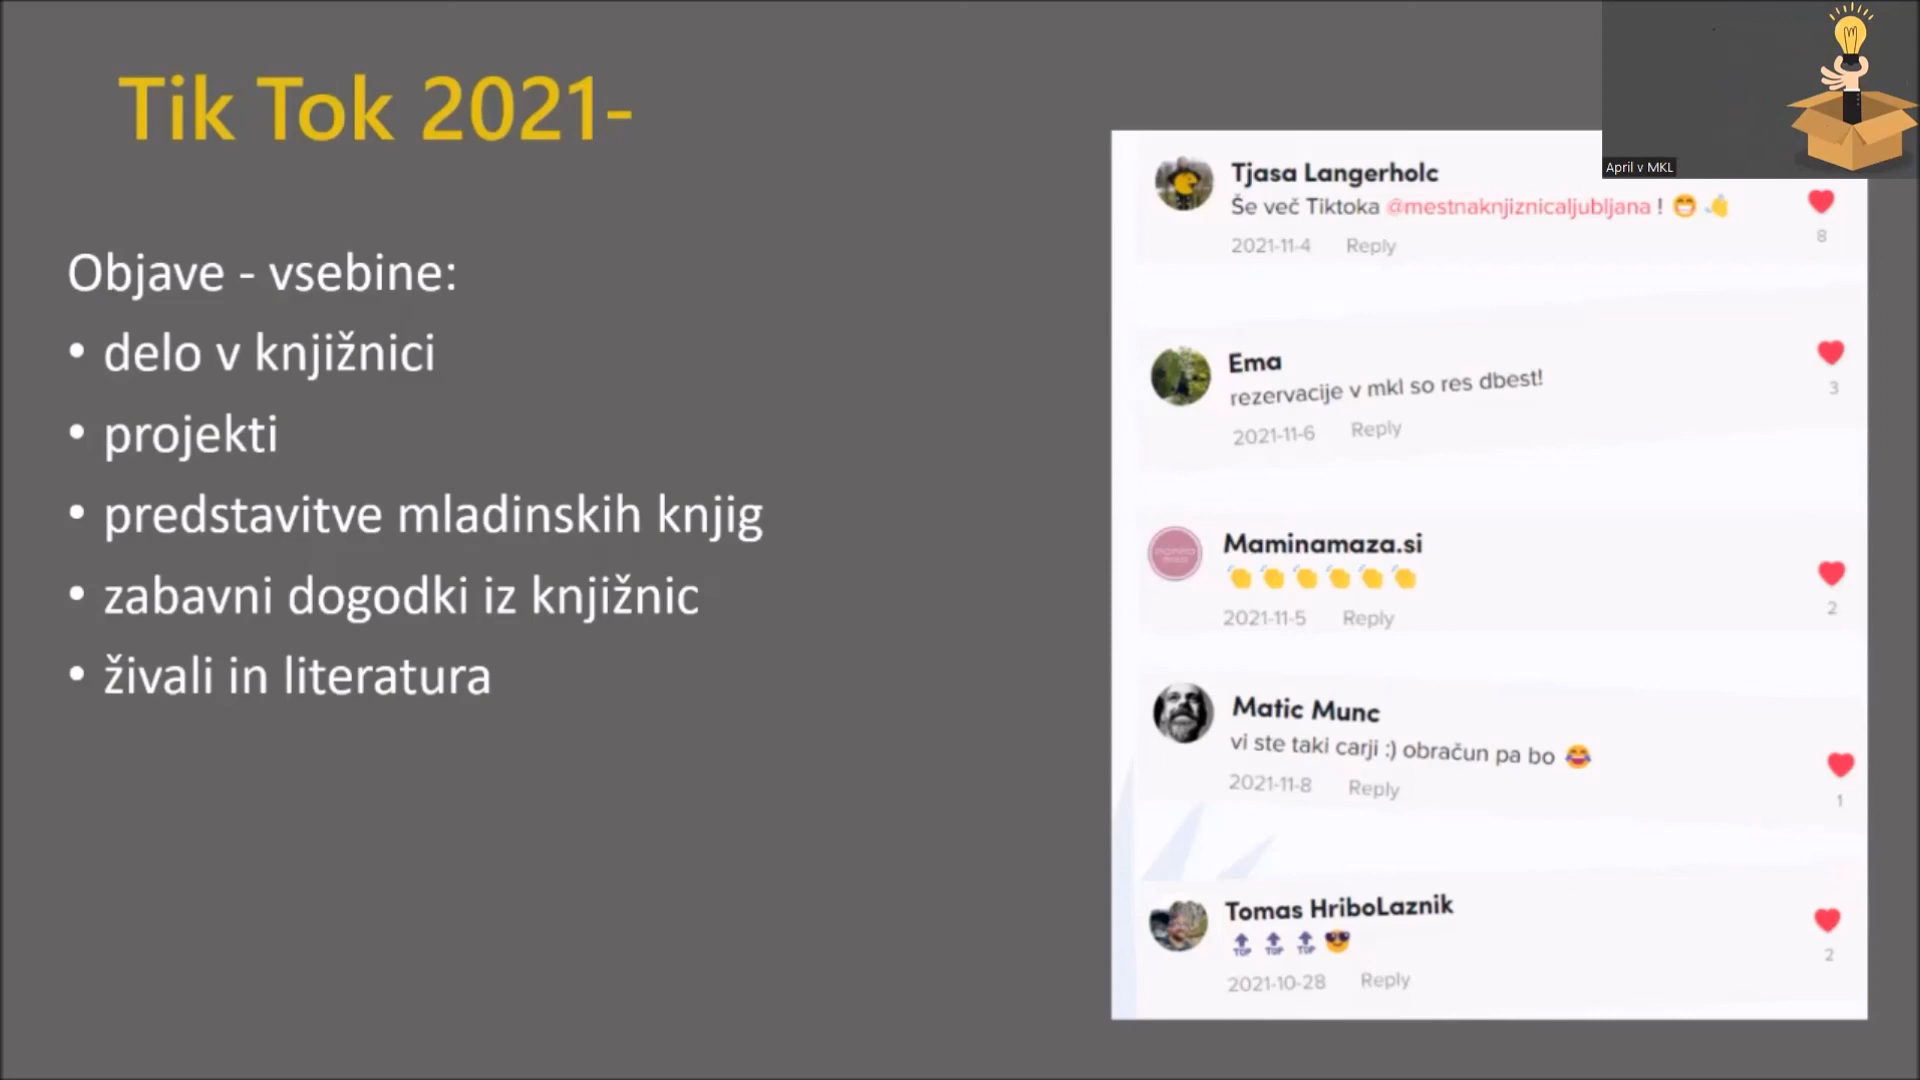 Tik Tok 2021-
Objave - vsebine:
• delo v knjižnici
• projekti
• predstavitve mladinskih knjig
• zabavni dogodki iz knjižnic
• živali in literatura
April v MKL
Tjasa Langerholc
Še več Tiktoka @mestnaknjiznicaljubljana ! 😁 👍
2021-11-4 Reply
8
Ema
rezervacije v mkl so res dbest!
2021-11-6 Reply
3
Maminamaza.si
👏 👏 👏 👏 👏 👏
2021-11-5 Reply
2
Matic Munc
vi ste taki carji :) obračun pa bo 😂
2021-11-8 Reply
1
Tomas HriboLaznik
🔝 🔝 🔝 😎
2021-10-28 Reply
2